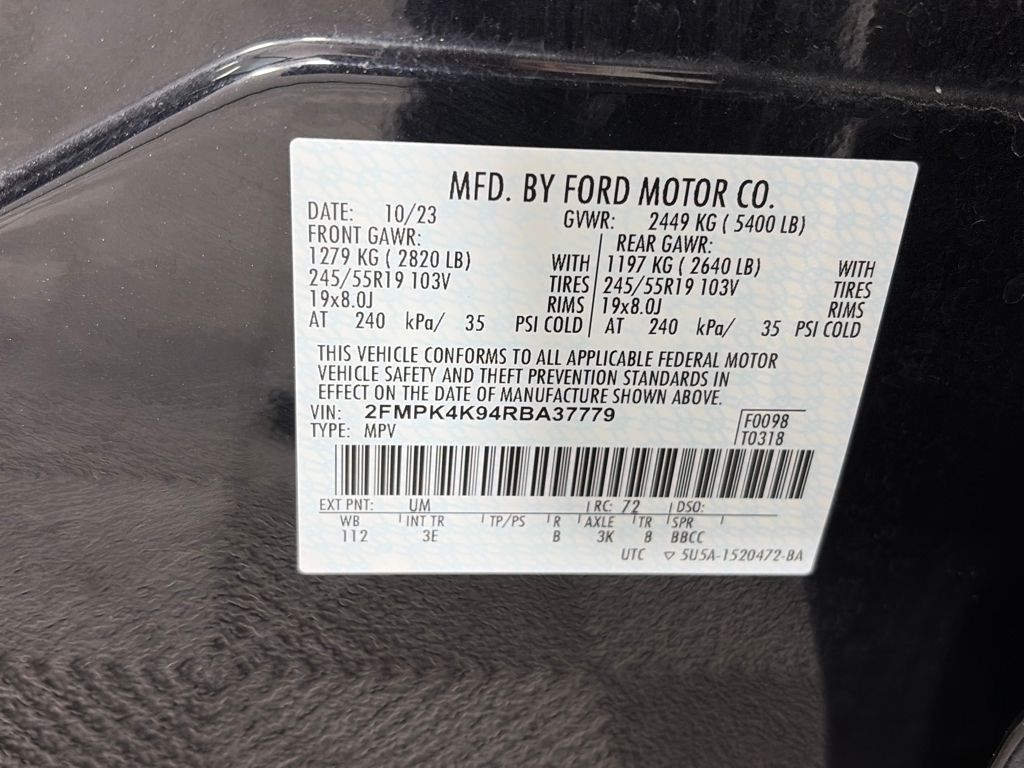 MFD. BY FORD MOTOR CO.
DATE: 10/23 GVWR: 2449 KG ( 5400 LB)
FRONT GAWR: REAR GAWR:
1279 KG ( 2820 LB) WITH 1197 KG ( 2640 LB) WITH
245/55R19 103V TIRES 245/55R19 103V TIRES
19x8.0J RIMS 19x8.0J RIMS
AT 240 kPa/ 35 PSI COLD AT 240 kPa/ 35 PSI COLD
THIS VEHICLE CONFORMS TO ALL APPLICABLE FEDERAL MOTOR
VEHICLE SAFETY AND THEFT PREVENTION STANDARDS IN
EFFECT ON THE DATE OF MANUFACTURE SHOWN ABOVE.
VIN: 2FMPK4K94RBA37779 F0098
TYPE: MPV T0318
EXT PNT: UM RC: 72 DSO:
WB INT TR TP/PS R AXLE TR SPR
112 3E B 3K 8 BBCC
UTC ▽ 5U5A-1520472-BA